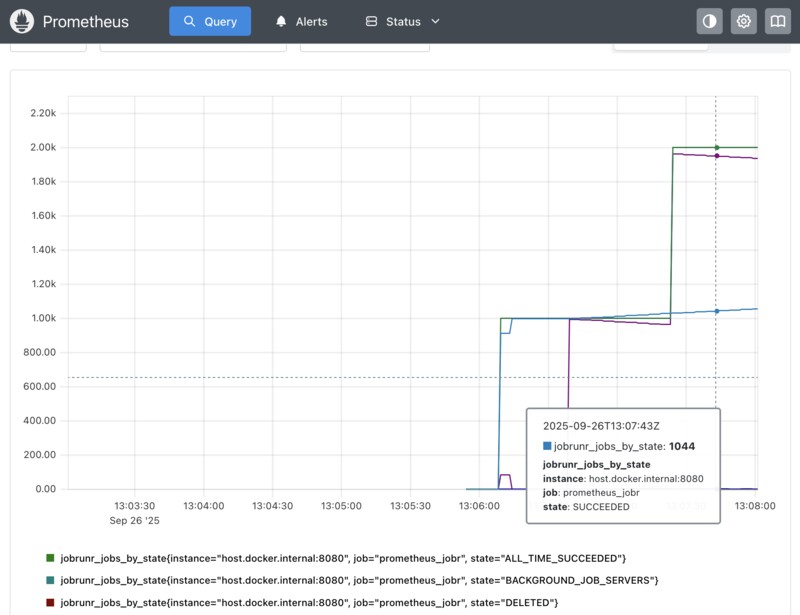 Prometheus
Query
Alerts
Status
2.20k
2.00k
1.80k
1.60k
1.40k
1.20k
1.00k
800.00
600.00
400.00
200.00
0.00
2025-09-26T13:07:43Z
jobrunr_jobs_by_state: 1044
jobrunr_jobs_by_state
instance: host.docker.internal:8080
job: prometheus_jobr
state: SUCCEEDED
13:03:30
13:04:00
13:04:30
13:05:00
13:05:30
13:06:00
13:08:00
Sep 26 '25
jobrunr_jobs_by_state{instance="host.docker.internal:8080", job="prometheus_jobr", state="ALL_TIME_SUCCEEDED"}
jobrunr_jobs_by_state{instance="host.docker.internal:8080", job="prometheus_jobr", state="BACKGROUND_JOB_SERVERS"}
jobrunr_jobs_by_state{instance="host.docker.internal:8080", job="prometheus_jobr", state="DELETED"}